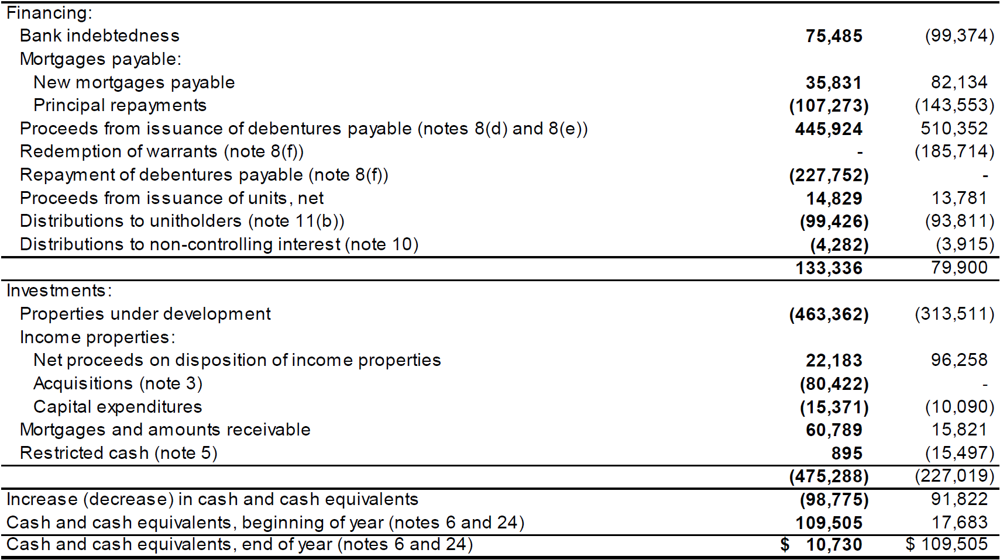 Financing:
Bank indebtedness 75,485 (99,374)
Mortgages payable:
New mortgages payable 35,831 82,134
Principal repayments (107,273) (143,553)
Proceeds from issuance of debentures payable (notes 8(d) and 8(e)) 445,924 510,352
Redemption of warrants (note 8(f)) - (185,714)
Repayment of debentures payable (note 8(f)) (227,752) -
Proceeds from issuance of units, net 14,829 13,781
Distributions to unitholders (note 11(b)) (99,426) (93,811)
Distributions to non-controlling interest (note 10) (4,282) (3,915)
133,336 79,900
Investments:
Properties under development (463,362) (313,511)
Income properties:
Net proceeds on disposition of income properties 22,183 96,258
Acquisitions (note 3) (80,422) -
Capital expenditures (15,371) (10,090)
Mortgages and amounts receivable 60,789 15,821
Restricted cash (note 5) 895 (15,497)
(475,288) (227,019)
Increase (decrease) in cash and cash equivalents (98,775) 91,822
Cash and cash equivalents, beginning of year (notes 6 and 24) 109,505 17,683
Cash and cash equivalents, end of year (notes 6 and 24) $ 10,730 $ 109,505